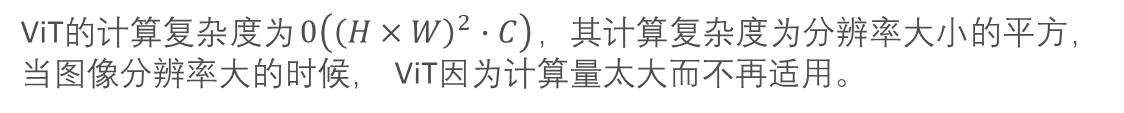 ViT的计算复杂度为 0((H × W)² · C)，其计算复杂度为分辨率大小的平方，
当图像分辨率大的时候， ViT因为计算量太大而不再适用。